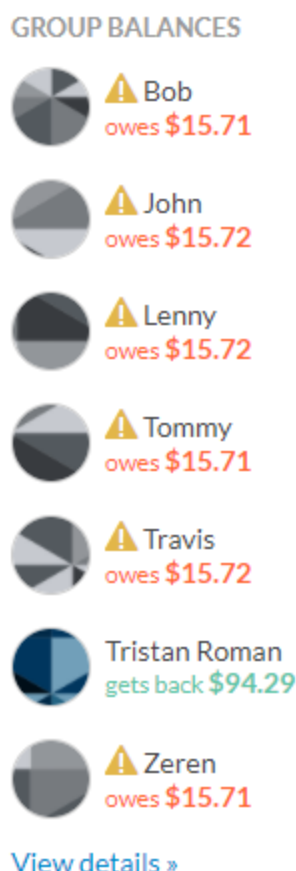 GROUP BALANCES
Bob
owes $15.71
John
owes $15.72
Lenny
owes $15.72
Tommy
owes $15.71
Travis
owes $15.72
Tristan Roman
gets back $94.29
Zeren
owes $15.71
View details »